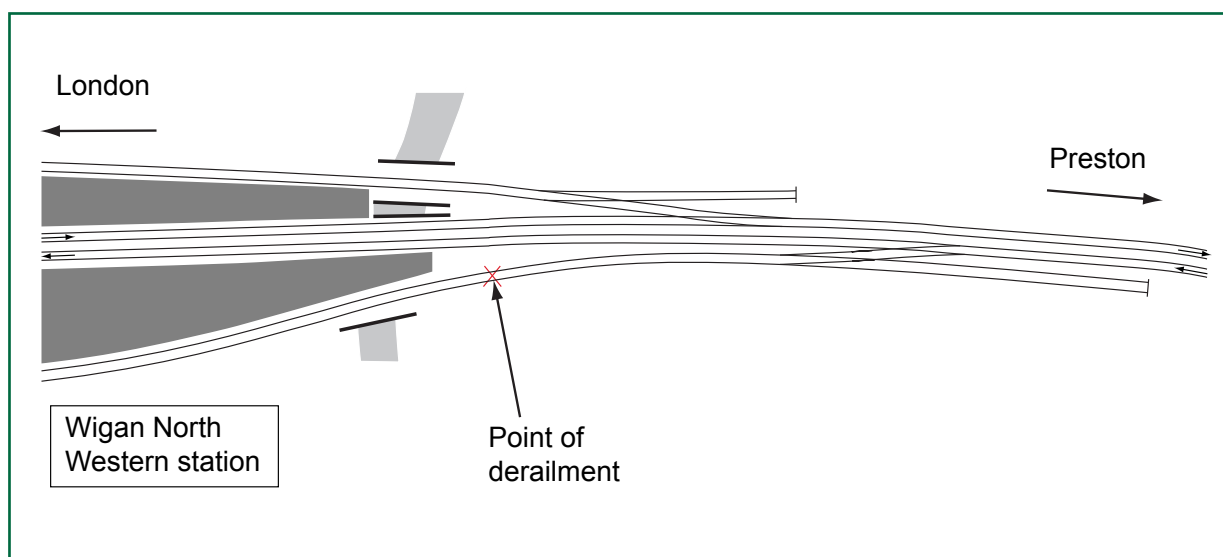 London
Preston
Wigan North
Western station
Point of
derailment